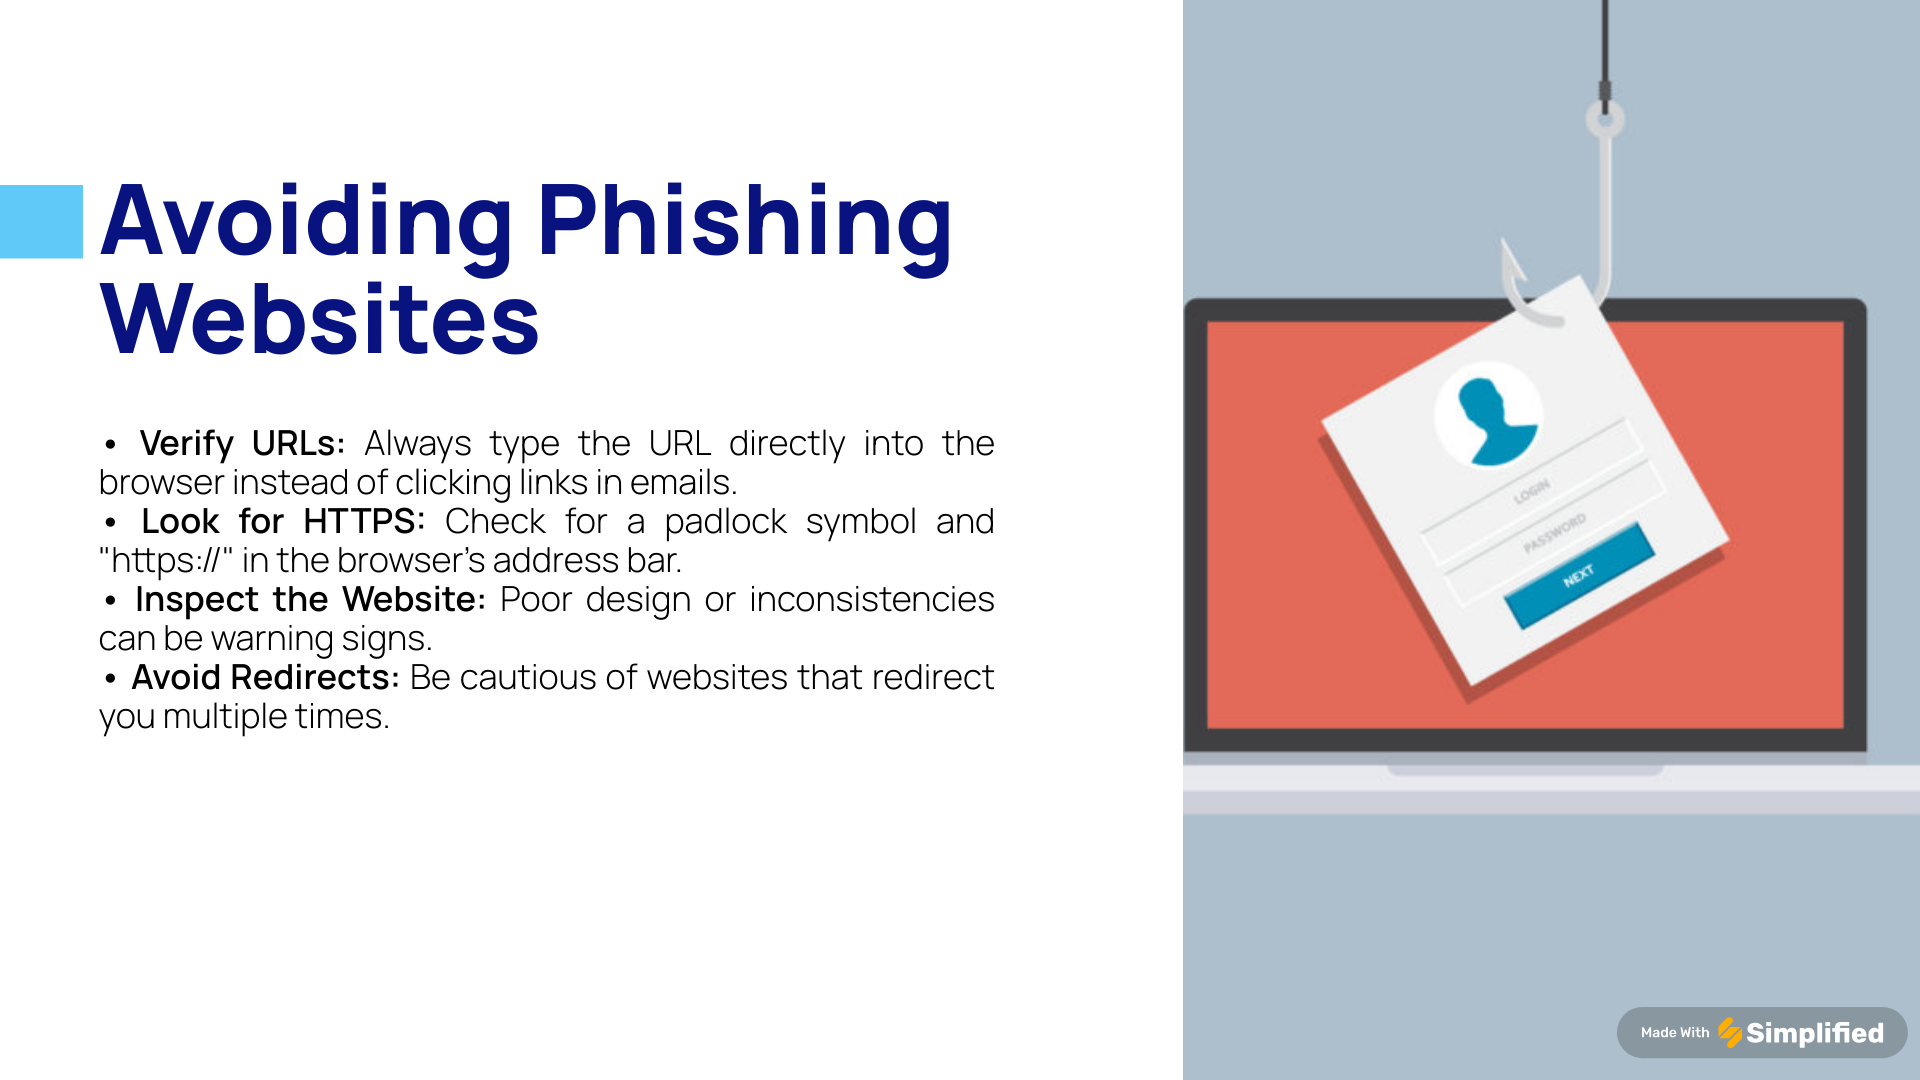 Avoiding Phishing
Websites
• Verify URLs: Always type the URL directly into the
browser instead of clicking links in emails.
• Look for HTTPS: Check for a padlock symbol and
"https://" in the browser's address bar.
• Inspect the Website: Poor design or inconsistencies
can be warning signs.
• Avoid Redirects: Be cautious of websites that redirect
you multiple times.
LOGIN
PASSWORD
NEXT
Made With Simplified